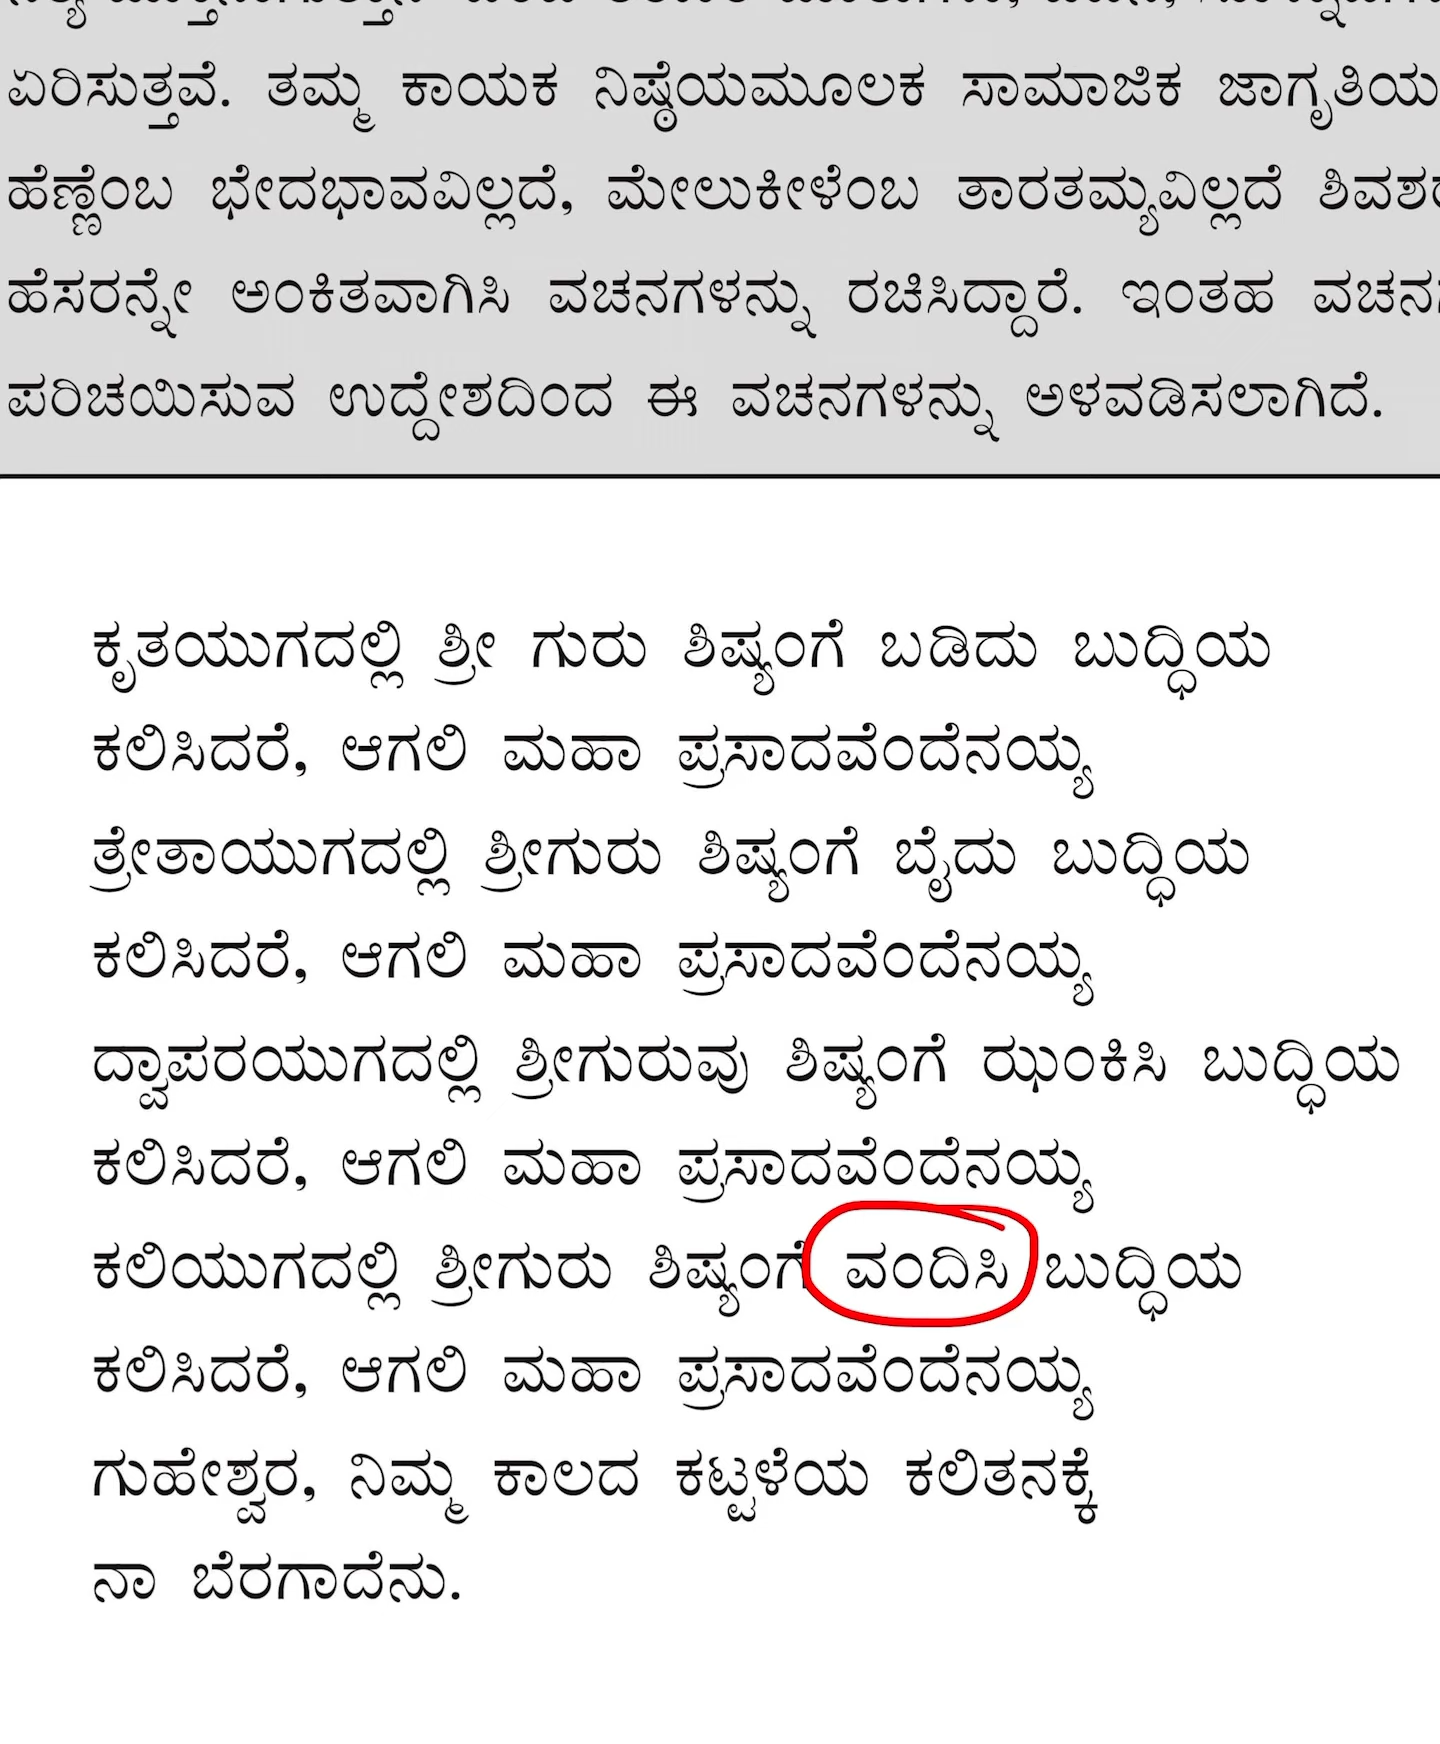 ಏರಿಸುತ್ತವೆ. ತಮ್ಮ ಕಾಯಕ ನಿಷ್ಠೆಯಮೂಲಕ ಸಾಮಾಜಿಕ ಜಾಗೃತಿಯ
ಹೆಣ್ಣೆಂಬ ಭೇದಭಾವವಿಲ್ಲದೆ, ಮೇಲುಕೀಳೆಂಬ ತಾರತಮ್ಯವಿಲ್ಲದೆ
ಹೆಸರನ್ನೇ ಅಂಕಿತವಾಗಿಸಿ ವಚನಗಳನ್ನು ರಚಿಸಿದ್ದಾರೆ. ಇಂತಹ
ಪರಿಚಯಿಸುವ ಉದ್ದೇಶದಿಂದ ಈ ವಚನಗಳನ್ನು ಅಳವಡಿಸಲಾಗಿದೆ.
ಕೃತಯುಗದಲ್ಲಿ ಶ್ರೀ ಗುರು ಶಿಷ್ಯಂಗೆ ಬಡಿದು ಬುದ್ಧಿಯ
ಕಲಿಸಿದರೆ, ಆಗಲಿ ಮಹಾ ಪ್ರಸಾದವೆಂದೆನಯ್ಯ
ತ್ರೇತಾಯುಗದಲ್ಲಿ ಶ್ರೀಗುರು ಶಿಷ್ಯಂಗೆ ಬೈದು ಬುದ್ಧಿಯ
ಕಲಿಸಿದರೆ, ಆಗಲಿ ಮಹಾ ಪ್ರಸಾದವೆಂದೆನಯ್ಯ
ದ್ವಾಪರಯುಗದಲ್ಲಿ ಶ್ರೀಗುರುವು ಶಿಷ್ಯಂಗೆ ಝಂಕಿಸಿ ಬುದ್ಧಿಯ
ಕಲಿಸಿದರೆ, ಆಗಲಿ ಮಹಾ ಪ್ರಸಾದವೆಂದೆನಯ್ಯ
ಕಲಿಯುಗದಲ್ಲಿ ಶ್ರೀಗುರು ಶಿಷ್ಯಂಗೆ ವಂದಿಸಿ ಬುದ್ಧಿಯ
ಕಲಿಸಿದರೆ, ಆಗಲಿ ಮಹಾ ಪ್ರಸಾದವೆಂದೆನಯ್ಯ
ಗುಹೇಶ್ವರ, ನಿಮ್ಮ ಕಾಲದ ಕಟ್ಟಳೆಯ ಕಲಿತನಕ್ಕೆ
ನಾ ಬೆರಗಾದೆನು.